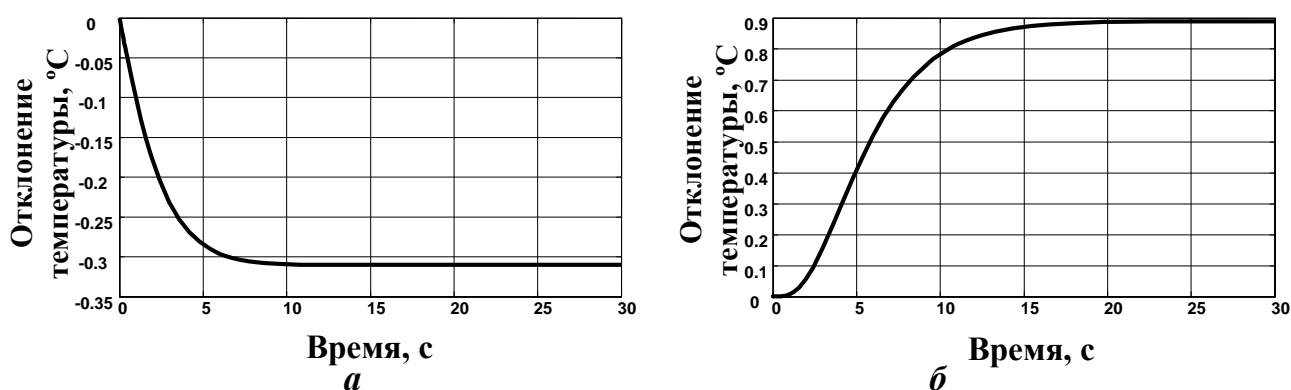 Отклонение
температуры, °С
0
-0.05
-0.1
-0.15
-0.2
-0.25
-0.3
-0.35
0 5 10 15 20 25 30
Время, с
а
Отклонение
температуры, °С
0.9
0.8
0.7
0.6
0.5
0.4
0.3
0.2
0.1
0
0 5 10 15 20 25 30
Время, с
б